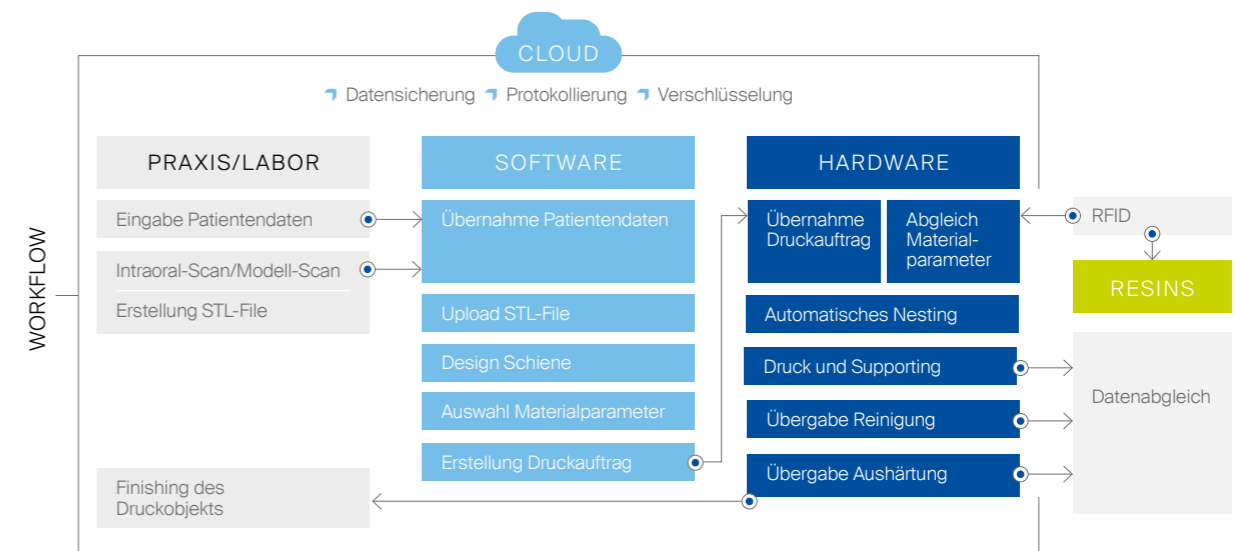 CLOUD
Datensicherung Protokollierung Verschlüsselung
WORKFLOW
PRAXIS/LABOR
Eingabe Patientendaten
Intraoral-Scan/Modell-Scan
Erstellung STL-File
Finishing des
Druckobjekts
SOFTWARE
Übernahme Patientendaten
Upload STL-File
Design Schiene
Auswahl Materialparameter
Erstellung Druckauftrag
HARDWARE
Übernahme
Druckauftrag
Abgleich
Material-
parameter
Automatisches Nesting
Druck und Supporting
Übergabe Reinigung
Übergabe Aushärtung
RFID
RESINS
Datenabgleich